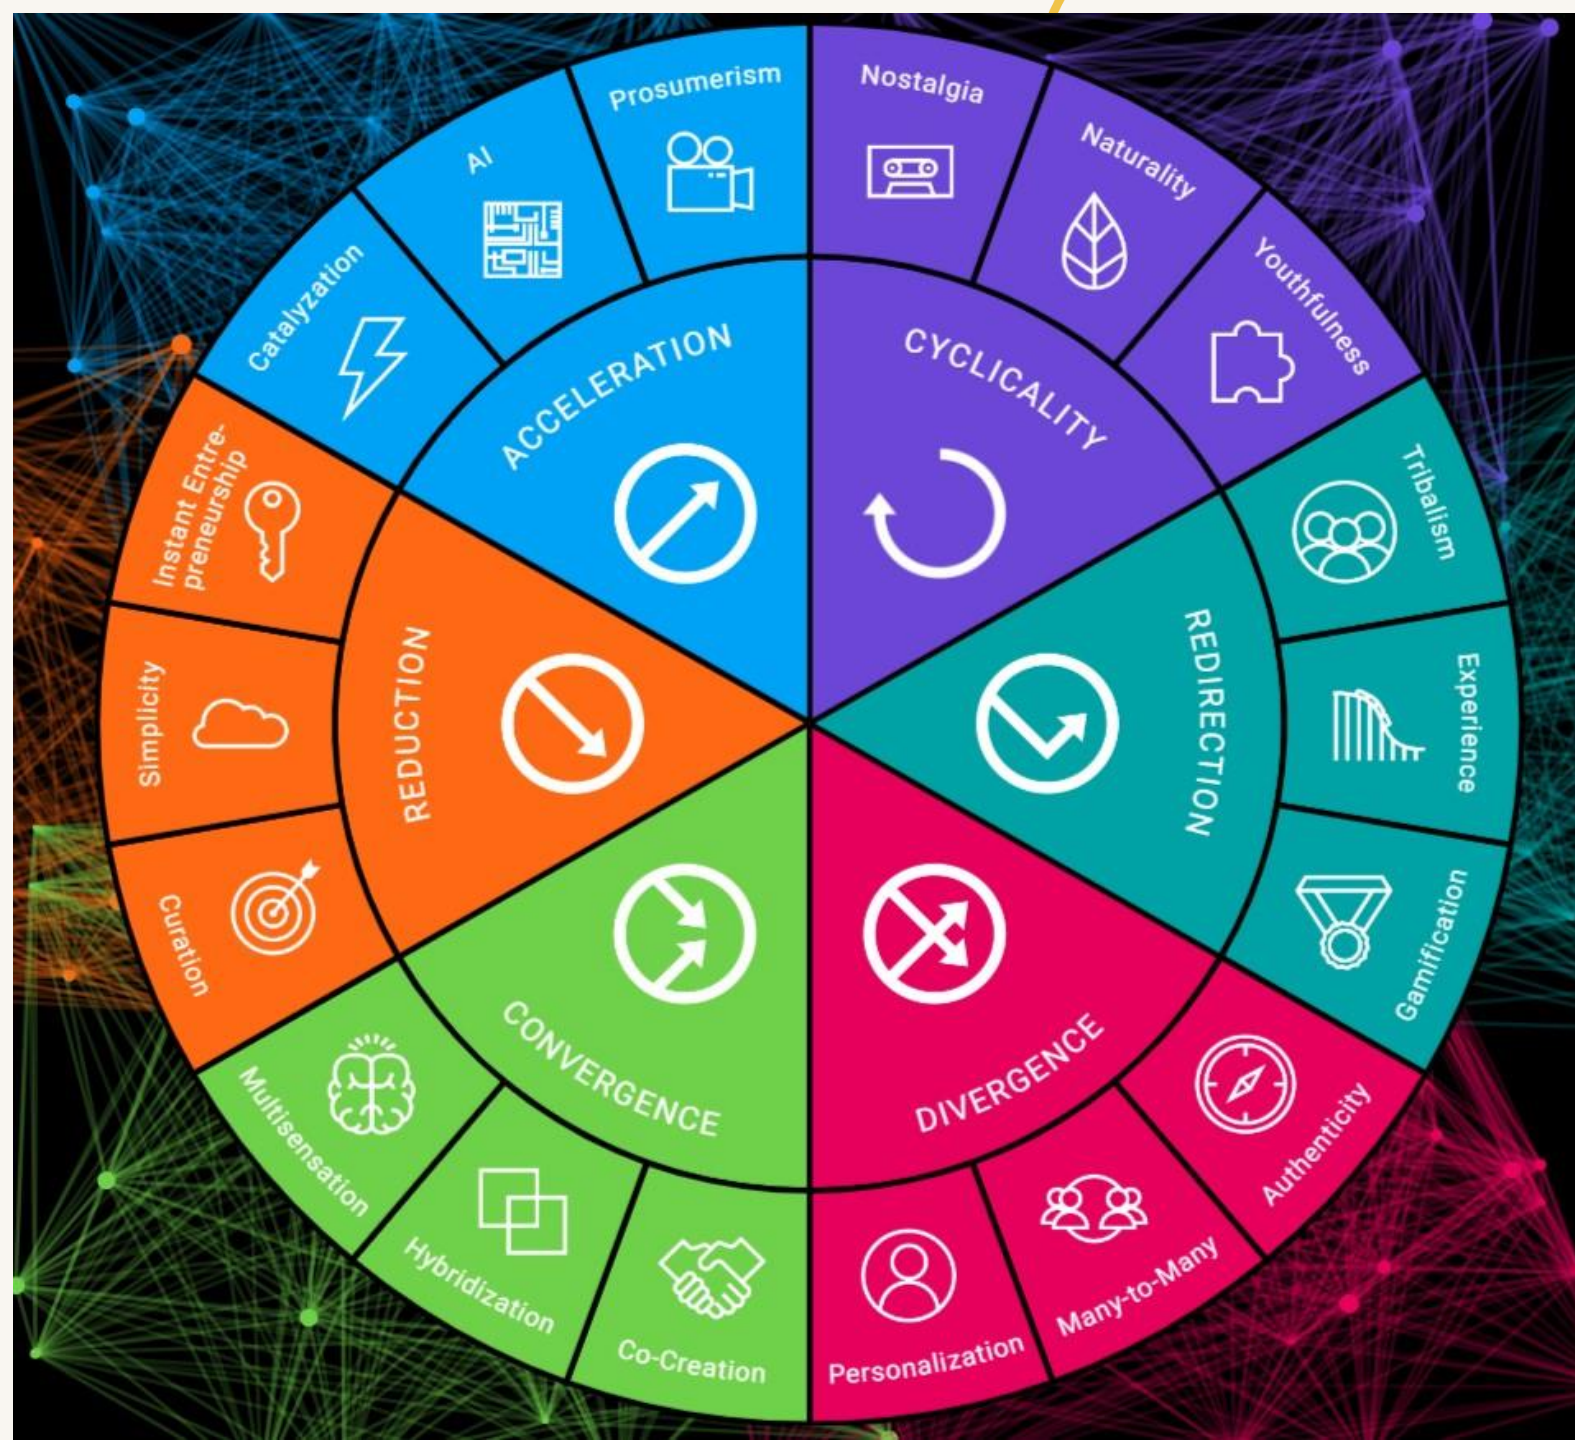 Prosumerism
AI
Catalyzation
ACCELERATION
Nostalgia
Naturality
Youthfulness
CYCLICALITY
Tribalism
Experience
Gamification
REDIRECTION
Authenticity
Many-to-Many
Personalization
DIVERGENCE
Co-Creation
Hybridization
Multisensation
CONVERGENCE
Curation
Simplicity
Instant Entre-
preneurship
REDUCTION